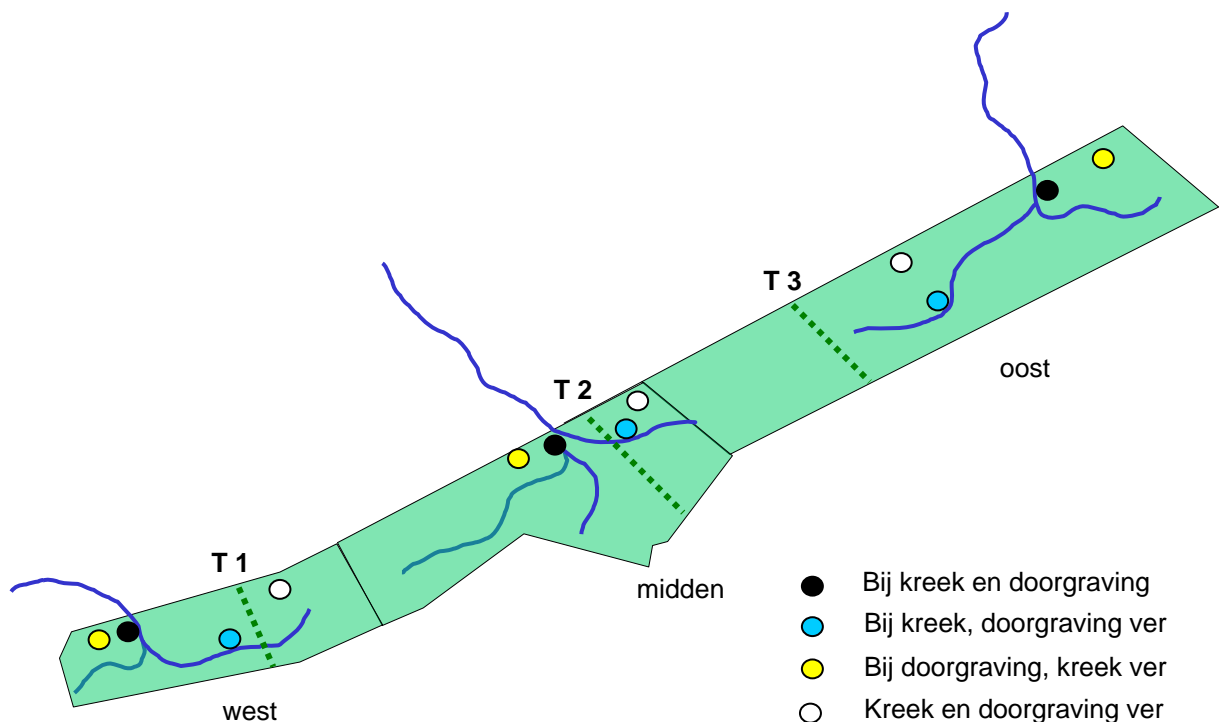 T 3
oost
T 2
T 1
midden
west
Bij kreek en doorgraving
Bij kreek, doorgraving ver
Bij doorgraving, kreek ver
Kreek en doorgraving ver